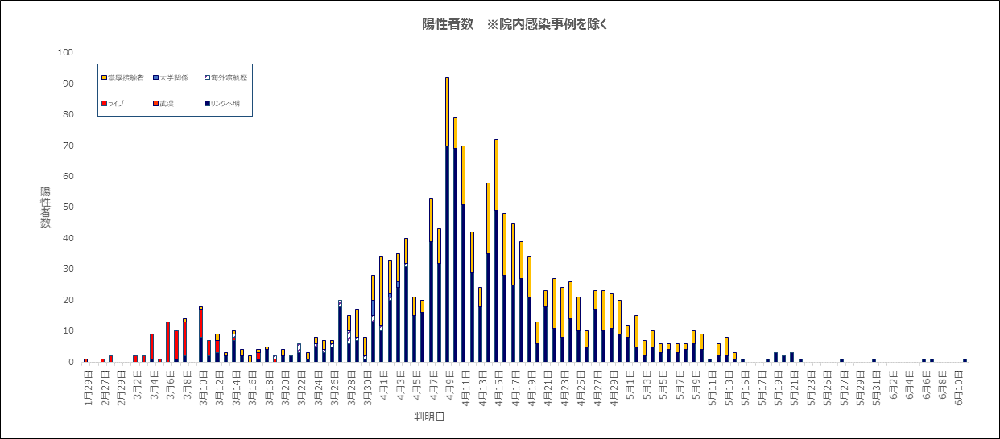 陽性者数　※院内感染事例を除く
100
90
80
70
60
50
40
30
20
10
0
陽性者数
濃厚接触者 大学関係 海外渡航歴
ライブ 武漢 リンク不明
1月29日 2月27日 2月29日 3月2日 3月4日 3月6日 3月8日 3月10日 3月12日 3月14日 3月16日 3月18日 3月20日 3月22日 3月24日 3月26日 3月28日 3月30日 4月1日 4月3日 4月5日 4月7日 4月9日 4月11日 4月13日 4月15日 4月17日 4月19日 4月21日 4月23日 4月25日 4月27日 4月29日 5月1日 5月3日 5月5日 5月7日 5月9日 5月11日 5月13日 5月15日 5月17日 5月19日 5月21日 5月23日 5月25日 5月27日 5月29日 5月31日 6月2日 6月4日 6月6日 6月8日 6月10日
判明日